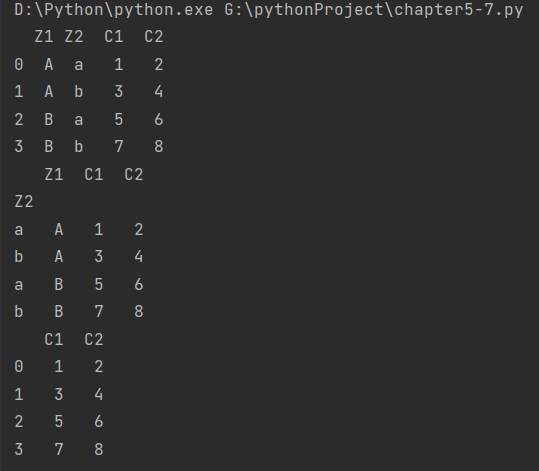 D:\Python\python.exe G:\pythonProject\chapter5-7.py
   Z1 Z2  C1  C2
0  A  a   1   2
1  A  b   3   4
2  B  a   5   6
3  B  b   7   8
    Z1  C1  C2
Z2
a    A   1   2
b    A   3   4
a    B   5   6
b    B   7   8
    C1  C2
0    1   2
1    3   4
2    5   6
3    7   8